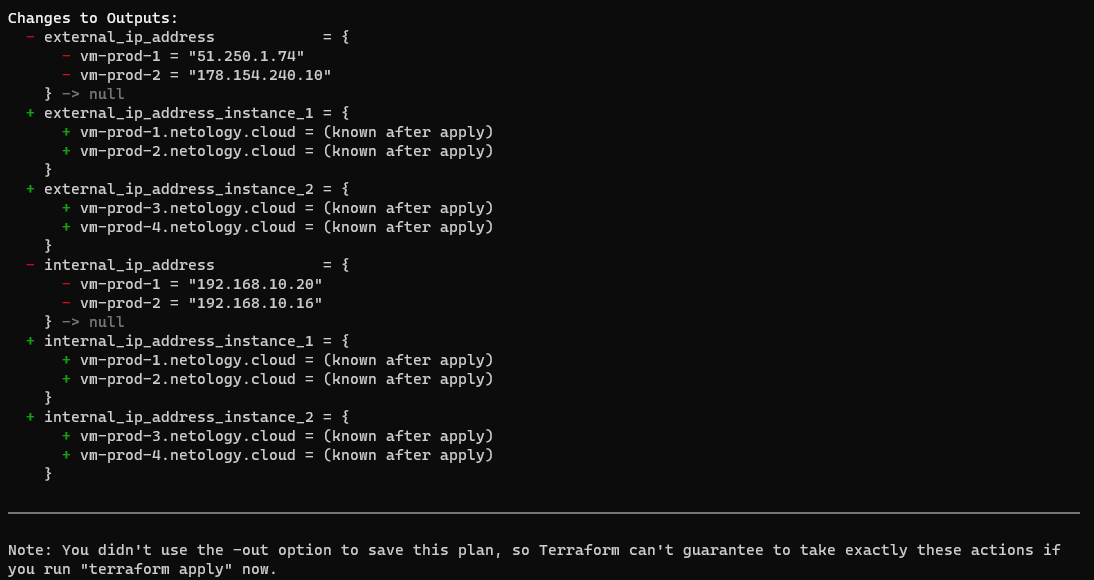 Changes to Outputs:
  - external_ip_address            = {
      - vm-prod-1 = "51.250.1.74"
      - vm-prod-2 = "178.154.240.10"
    } -> null
  + external_ip_address_instance_1 = {
      + vm-prod-1.netology.cloud = (known after apply)
      + vm-prod-2.netology.cloud = (known after apply)
    }
  + external_ip_address_instance_2 = {
      + vm-prod-3.netology.cloud = (known after apply)
      + vm-prod-4.netology.cloud = (known after apply)
    }
  - internal_ip_address            = {
      - vm-prod-1 = "192.168.10.20"
      - vm-prod-2 = "192.168.10.16"
    } -> null
  + internal_ip_address_instance_1 = {
      + vm-prod-1.netology.cloud = (known after apply)
      + vm-prod-2.netology.cloud = (known after apply)
    }
  + internal_ip_address_instance_2 = {
      + vm-prod-3.netology.cloud = (known after apply)
      + vm-prod-4.netology.cloud = (known after apply)
    }
Note: You didn't use the -out option to save this plan, so Terraform can't guarantee to take exactly these actions if
you run "terraform apply" now.